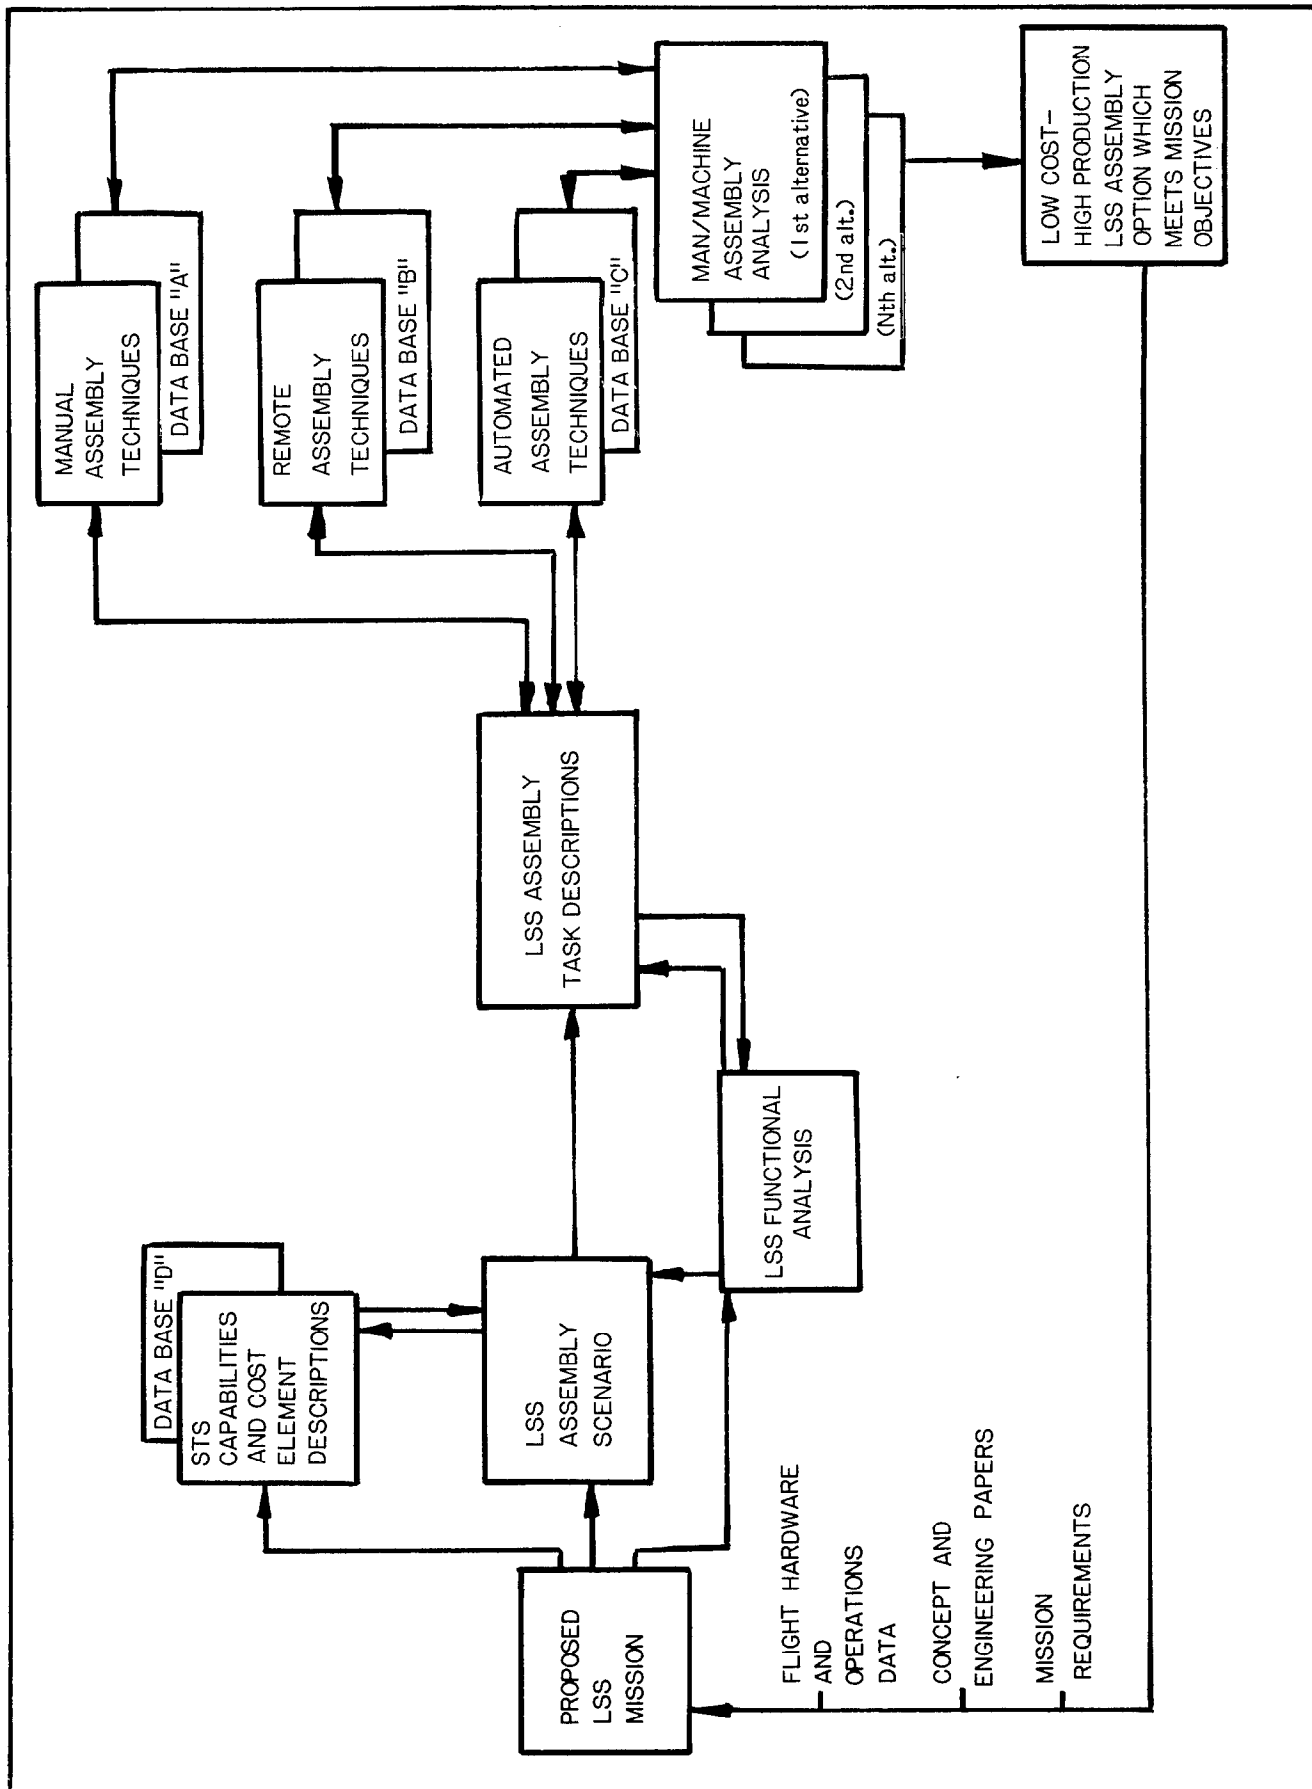 PROPOSED
LSS
MISSION
FLIGHT HARDWARE
AND
OPERATIONS
DATA
CONCEPT AND
ENGINEERING PAPERS
MISSION
REQUIREMENTS
DATA BASE "D"
STS
CAPABILITIES
AND COST
ELEMENT
DESCRIPTIONS
LSS
ASSEMBLY
SCENARIO
LSS FUNCTIONAL
ANALYSIS
LSS ASSEMBLY
TASK DESCRIPTIONS
MANUAL
ASSEMBLY
TECHNIQUES
DATA BASE "A"
REMOTE
ASSEMBLY
TECHNIQUES
DATA BASE "B"
AUTOMATED
ASSEMBLY
TECHNIQUES
DATA BASE "C"
MAN/MACHINE
ASSEMBLY
ANALYSIS
(1st alternative)
(2nd alt.)
(Nth alt.)
LOW COST-
HIGH PRODUCTION
LSS ASSEMBLY
OPTION WHICH
MEETS MISSION
OBJECTIVES